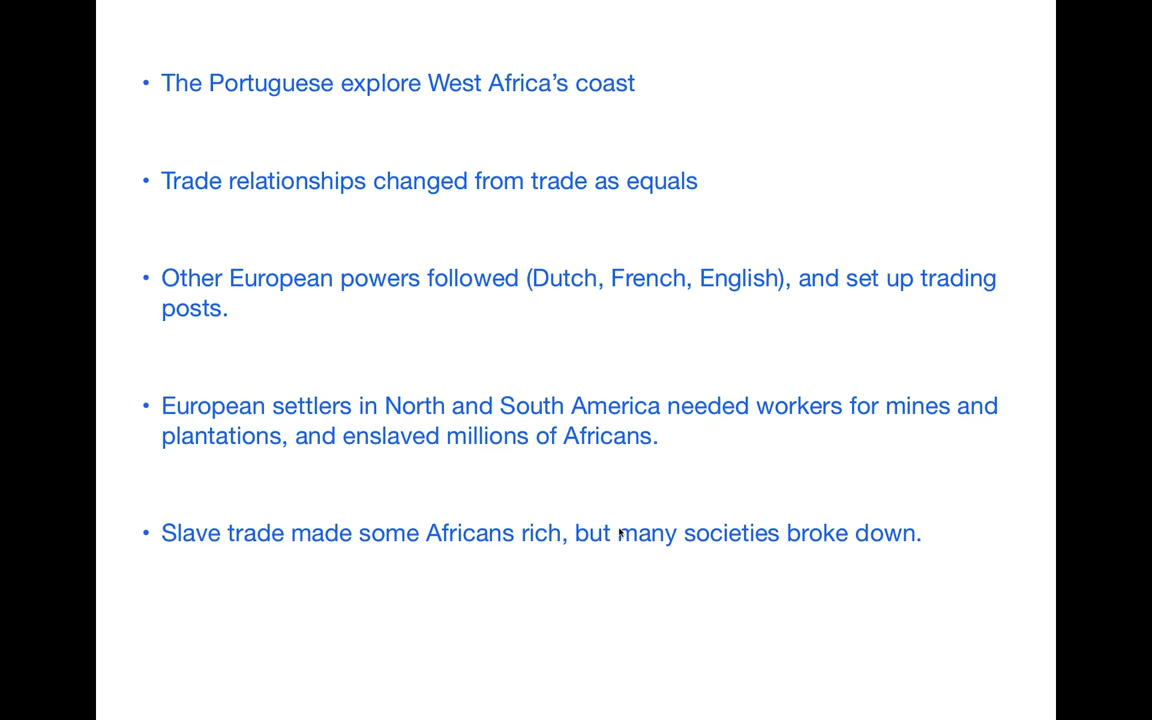 • The Portuguese explore West Africa’s coast
• Trade relationships changed from trade as equals
• Other European powers followed (Dutch, French, English), and set up trading
posts.
• European settlers in North and South America needed workers for mines and
plantations, and enslaved millions of Africans.
• Slave trade made some Africans rich, but many societies broke down.